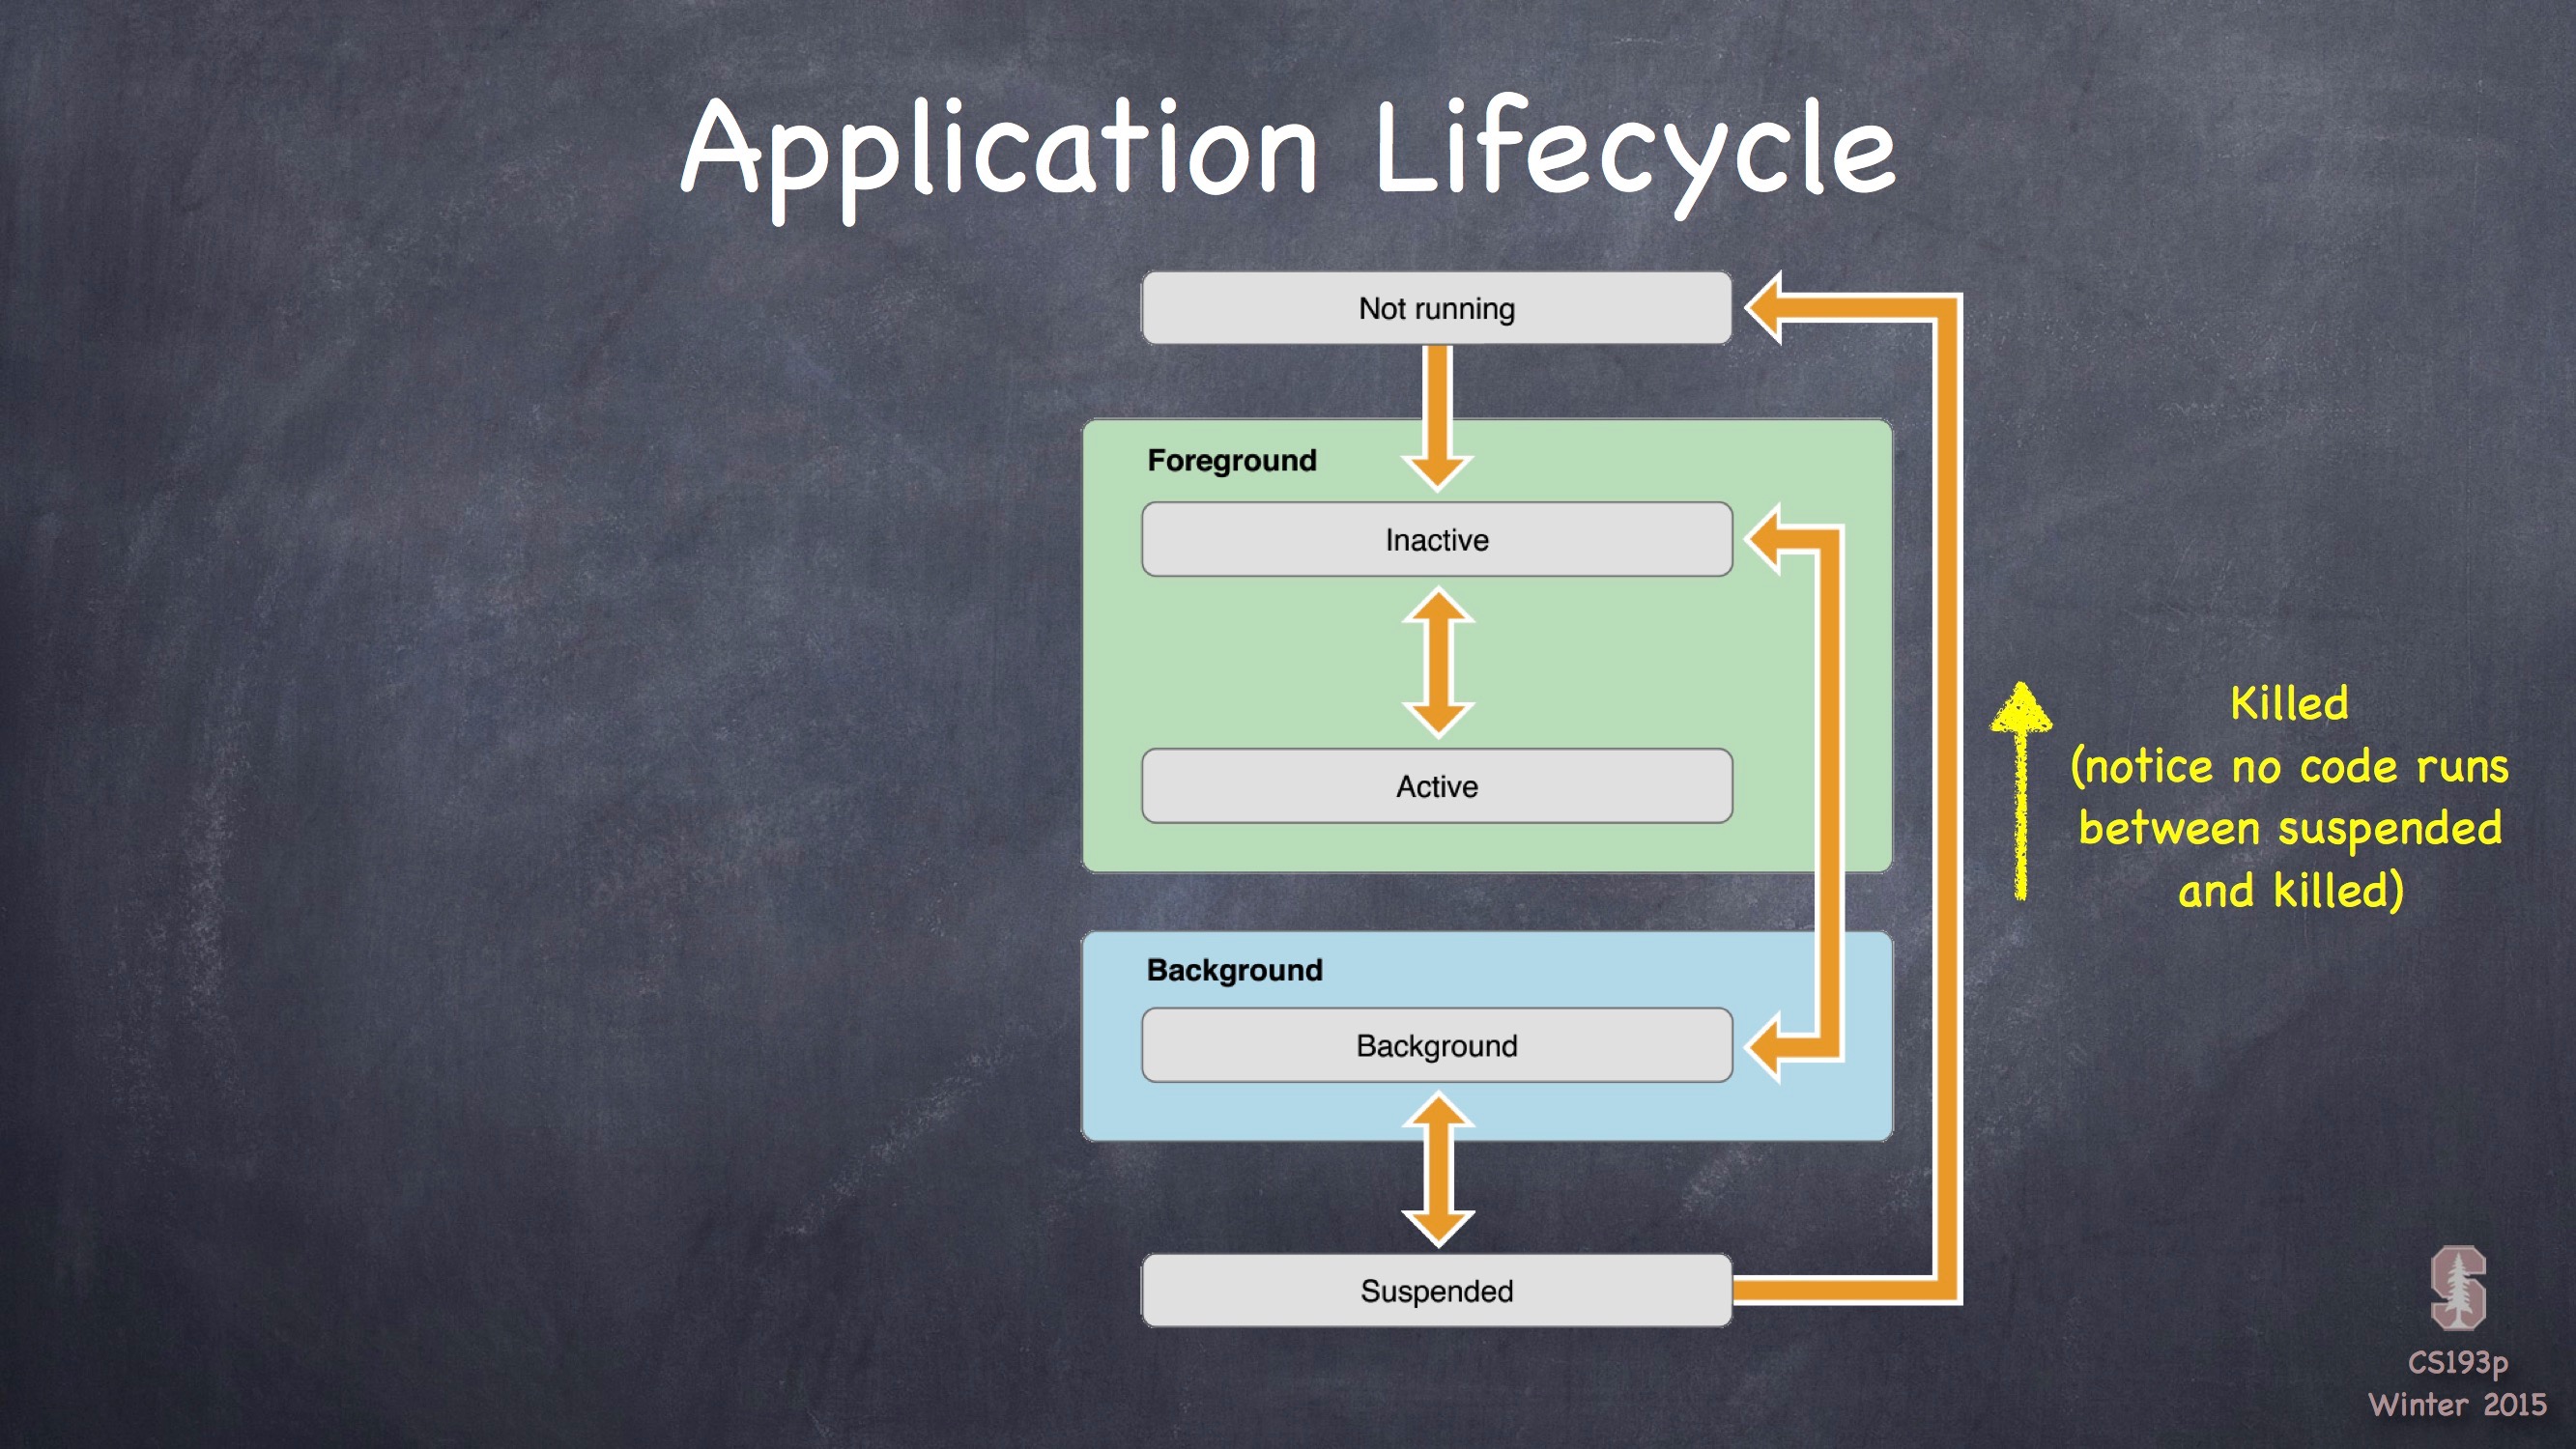 Application Lifecycle
Not running
Foreground
Inactive
Active
Killed
(notice no code runs
between suspended
and killed)
Background
Background
Suspended
S
CS193p
Winter 2015